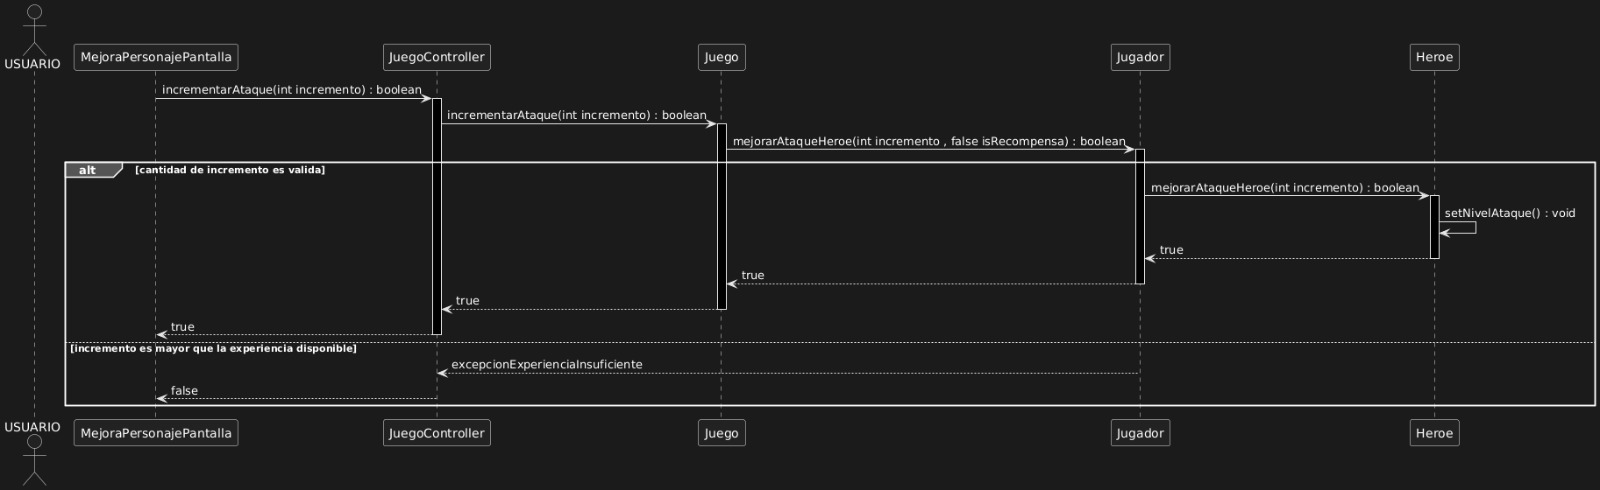 USUARIO
MejoraPersonajePantalla
JuegoController
Juego
Jugador
Heroe
incrementarAtaque(int incremento) : boolean
incrementarAtaque(int incremento) : boolean
mejorarAtaqueHeroe(int incremento , false isRecompensa) : boolean
alt [cantidad de incremento es valida]
mejorarAtaqueHeroe(int incremento) : boolean
setNivelAtaque() : void
true
true
true
true
[incremento es mayor que la experiencia disponible]
excepcionExperienciaInsuficiente
false
USUARIO
MejoraPersonajePantalla
JuegoController
Juego
Jugador
Heroe